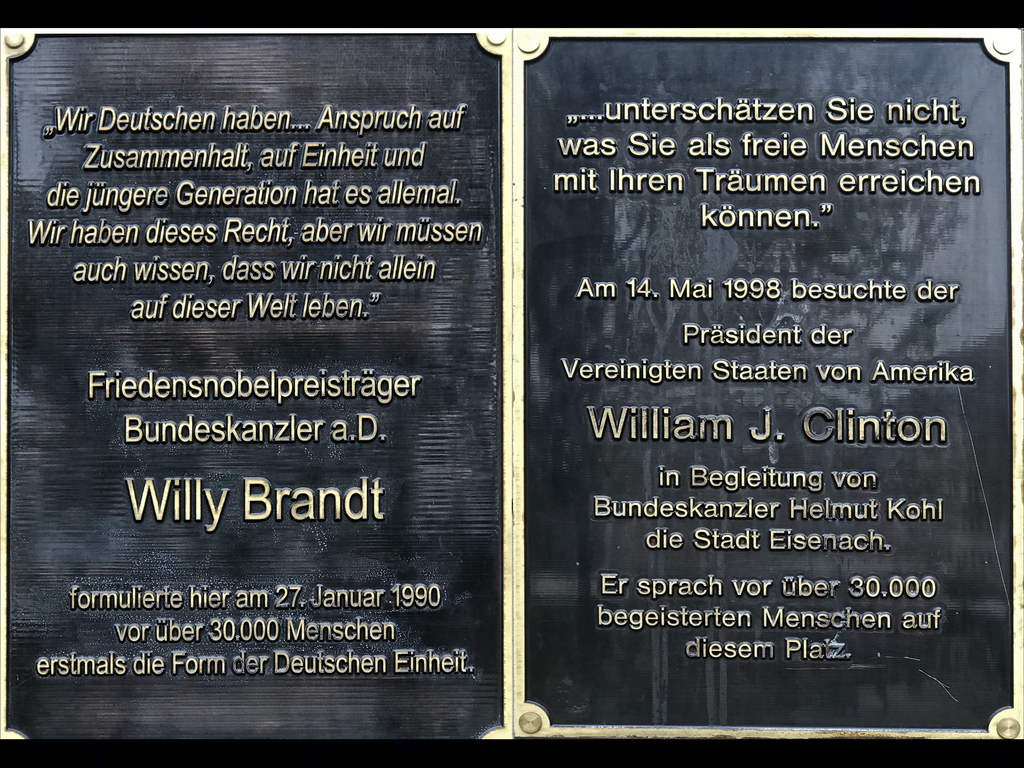 „Wir Deutschen haben... Anspruch auf
Zusammenhalt, auf Einheit und
die jüngere Generation hat es allemal.
Wir haben dieses Recht, aber wir müssen
auch wissen, dass wir nicht allein
auf dieser Welt leben.”
Friedensnobelpreisträger
Bundeskanzler a.D.
Willy Brandt
formulierte hier am 27. Januar 1990
vor über 30.000 Menschen
erstmals die Form der Deutschen Einheit.
„...unterschätzen Sie nicht,
was Sie als freie Menschen
mit Ihren Träumen erreichen
können.”
Am 14. Mai 1998 besuchte der
Präsident der
Vereinigten Staaten von Amerika
William J. Clinton
in Begleitung von
Bundeskanzler Helmut Kohl
die Stadt Eisenach.
Er sprach vor über 30.000
begeisterten Menschen auf
diesem Platz.